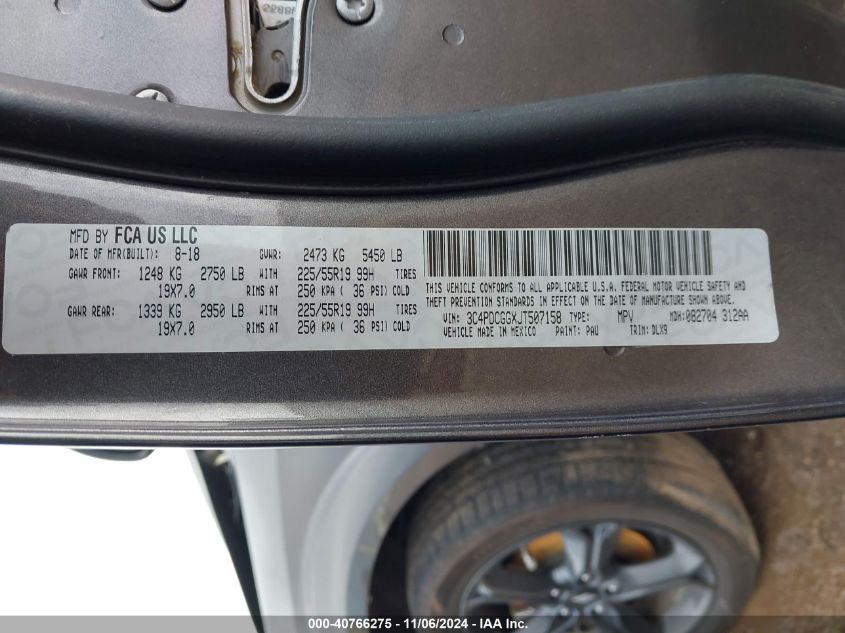 MFD BY FCA US LLC
DATE OF MFR(BUILT): 8-18 GVWR: 2473 KG 5450 LB
GAWR FRONT: 1248 KG 2750 LB WITH 225/55R19 99H TIRES
19X7.0 RIMS AT 250 KPA ( 36 PSI) COLD
GAWR REAR: 1339 KG 2950 LB WITH 225/55R19 99H TIRES
19X7.0 RIMS AT 250 KPA ( 36 PSI) COLD
THIS VEHICLE CONFORMS TO ALL APPLICABLE U.S.A. FEDERAL MOTOR VEHICLE SAFETY AND
THEFT PREVENTION STANDARDS IN EFFECT ON THE DATE OF MANUFACTURE SHOWN ABOVE.
VIN: 3C4PDCGGXJT507158 TYPE: MPV MDH: 082704 312AA
VEHICLE MADE IN MEXICO PAINT: PAU TRIM: DLX9
000-40766275 - 11/06/2024 - IAA Inc.